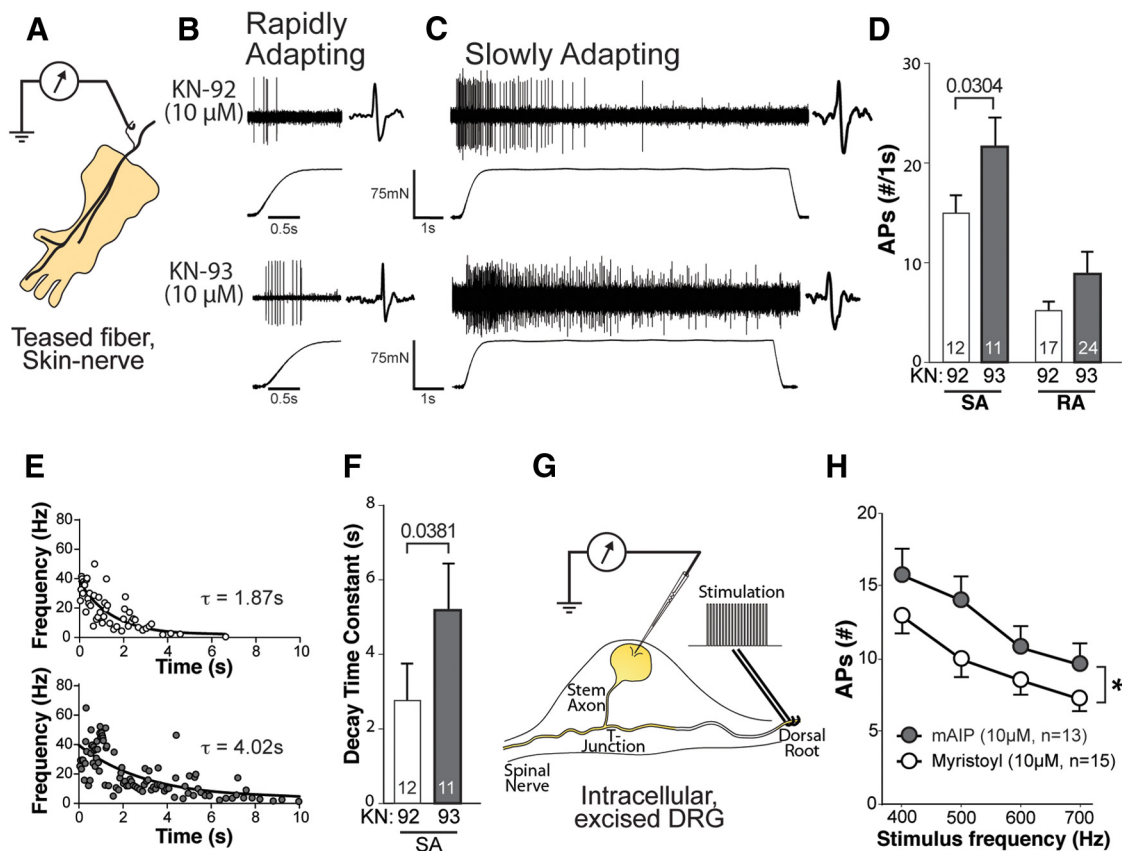 A
Teased fiber,
Skin-nerve
B
Rapidly
Adapting
KN-92
(10 µM)
0.5s
KN-93
(10 µM)
0.5s
C
Slowly Adapting
75mN
1s
75mN
1s
D
APs (#/1s)
30
20
10
0
0.0304
12
11
17
24
KN: 92 93 92 93
SA RA
E
Frequency (Hz)
80
60
40
20
0
τ = 1.87s
0 2 4 6 8 10
Time (s)
Frequency (Hz)
80
60
40
20
0
τ = 4.02s
0 2 4 6 8 10
Time (s)
F
Decay Time Constant (s)
8
6
4
2
0
0.0381
12
11
KN: 92 93
SA
G
Stimulation
Stem
Axon
T-
Junction
Dorsal
Root
Spinal
Nerve
Intracellular,
excised DRG
H
APs (#)
20
15
10
5
0
*
mAIP (10µM, n=13)
Myristoyl (10µM, n=15)
400 500 600 700
Stimulus frequency (Hz)